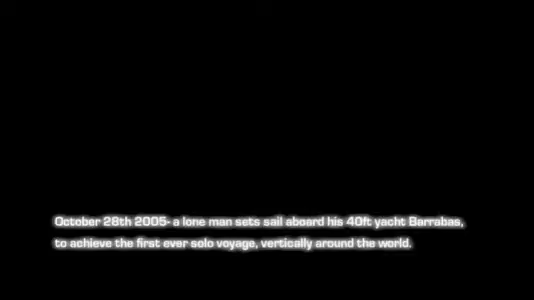 October 28th 2005- a lone man sets sail aboard his 40ft yacht Barrabas,
to achieve the first ever solo voyage, vertically around the world.